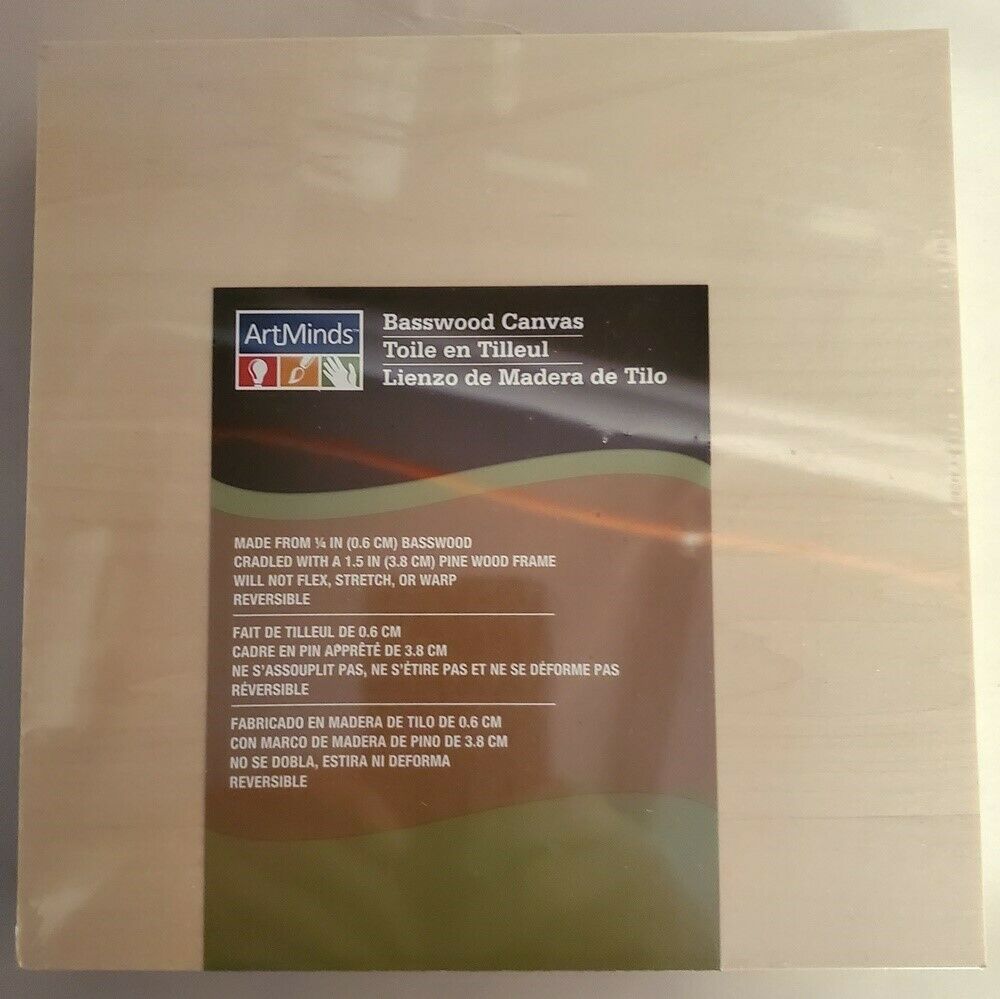 ArtMinds™
Basswood Canvas
Toile en Tilleul
Lienzo de Madera de Tilo
MADE FROM ¼ IN (0.6 CM) BASSWOOD
CRADLED WITH A 1.5 IN (3.8 CM) PINE WOOD FRAME
WILL NOT FLEX, STRETCH, OR WARP
REVERSIBLE
FAIT DE TILLEUL DE 0.6 CM
CADRE EN PIN APPRÊTÉ DE 3.8 CM
NE S'ASSOUPLIT PAS, NE S'ÉTIRE PAS ET NE SE DÉFORME PAS
RÉVERSIBLE
FABRICADO EN MADERA DE TILO DE 0.6 CM
CON MARCO DE MADERA DE PINO DE 3.8 CM
NO SE DOBLA, ESTIRA NI DEFORMA
REVERSIBLE